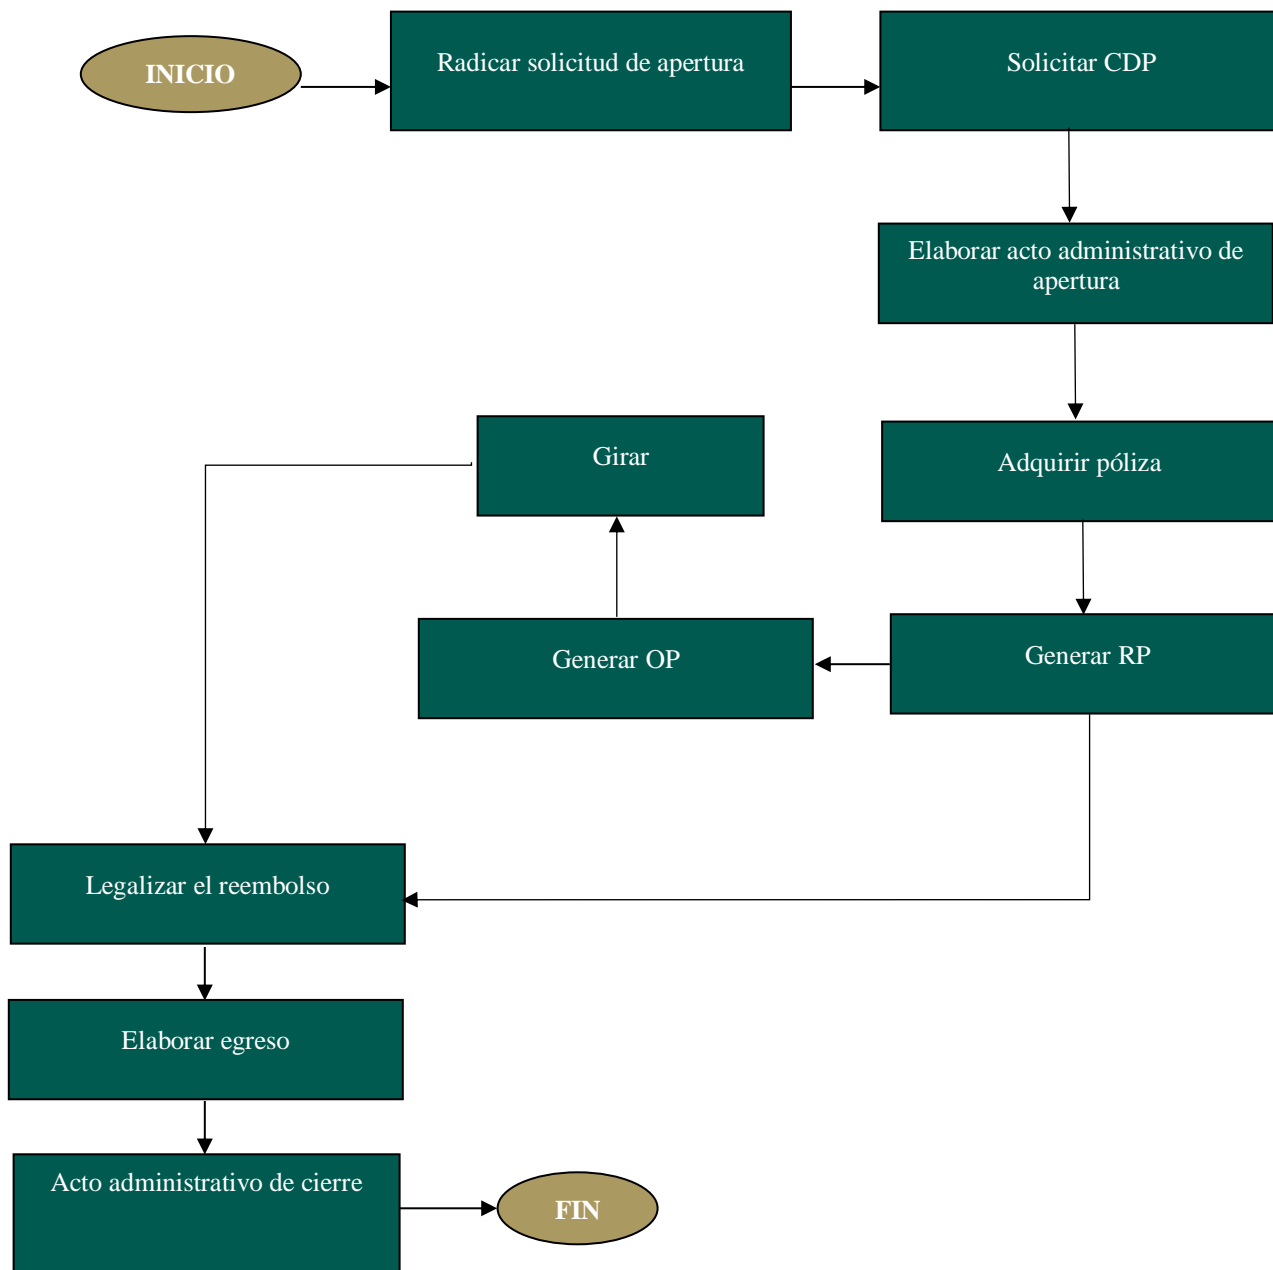 INICIO
Radicar solicitud de apertura
Solicitar CDP
Elaborar acto administrativo de
apertura
Adquirir póliza
Generar RP
Generar OP
Girar
Legalizar el reembolso
Elaborar egreso
Acto administrativo de cierre
FIN